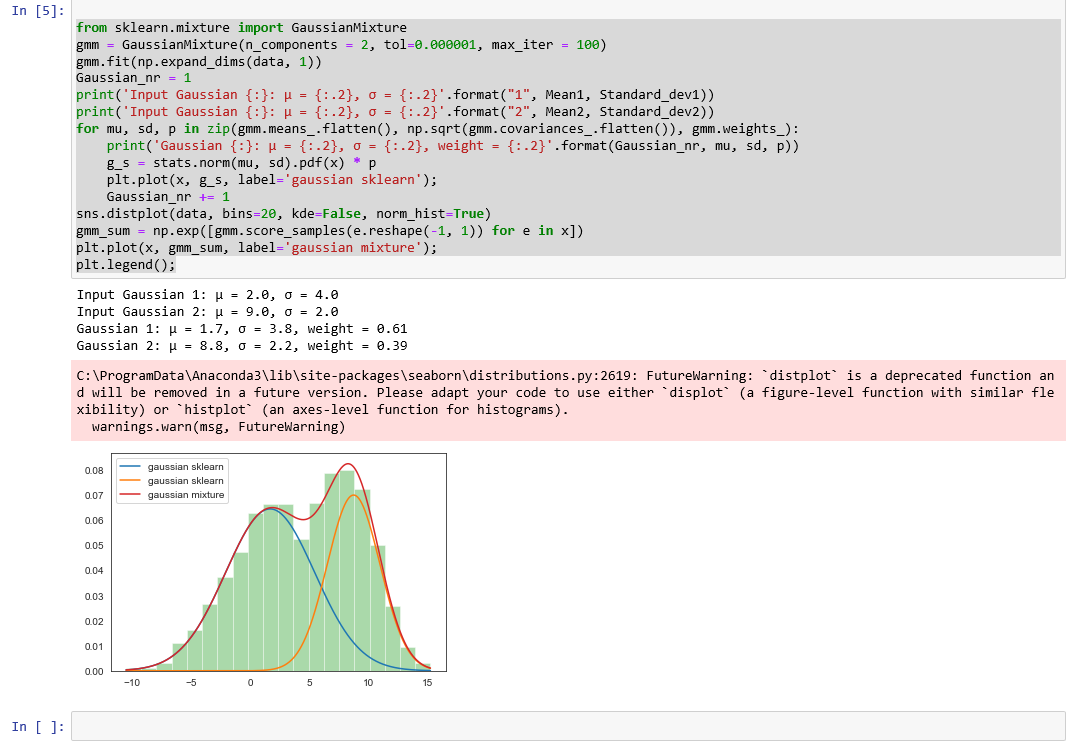 In [5]:
from sklearn.mixture import GaussianMixture
gmm = GaussianMixture(n_components = 2, tol=0.000001, max_iter = 100)
gmm.fit(np.expand_dims(data, 1))
Gaussian_nr = 1
print('Input Gaussian {:}: μ = {:.2}, σ = {:.2}'.format("1", Mean1, Standard_dev1))
print('Input Gaussian {:}: μ = {:.2}, σ = {:.2}'.format("2", Mean2, Standard_dev2))
for mu, sd, p in zip(gmm.means_.flatten(), np.sqrt(gmm.covariances_.flatten()), gmm.weights_):
    print('Gaussian {:}: μ = {:.2}, σ = {:.2}, weight = {:.2}'.format(Gaussian_nr, mu, sd, p))
    g_s = stats.norm(mu, sd).pdf(x) * p
    plt.plot(x, g_s, label='gaussian sklearn');
    Gaussian_nr += 1
sns.distplot(data, bins=20, kde=False, norm_hist=True)
gmm_sum = np.exp([gmm.score_samples(e.reshape(-1, 1)) for e in x])
plt.plot(x, gmm_sum, label='gaussian mixture');
plt.legend();
Input Gaussian 1: μ = 2.0, σ = 4.0
Input Gaussian 2: μ = 9.0, σ = 2.0
Gaussian 1: μ = 1.7, σ = 3.8, weight = 0.61
Gaussian 2: μ = 8.8, σ = 2.2, weight = 0.39
C:\ProgramData\Anaconda3\lib\site-packages\seaborn\distributions.py:2619: FutureWarning: `distplot` is a deprecated function an
d will be removed in a future version. Please adapt your code to use either `displot` (a figure-level function with similar fle
xibility) or `histplot` (an axes-level function for histograms).
  warnings.warn(msg, FutureWarning)
gaussian sklearn
gaussian sklearn
gaussian mixture
0.08
0.07
0.06
0.05
0.04
0.03
0.02
0.01
0.00
−10 −5 0 5 10 15
In [ ]: